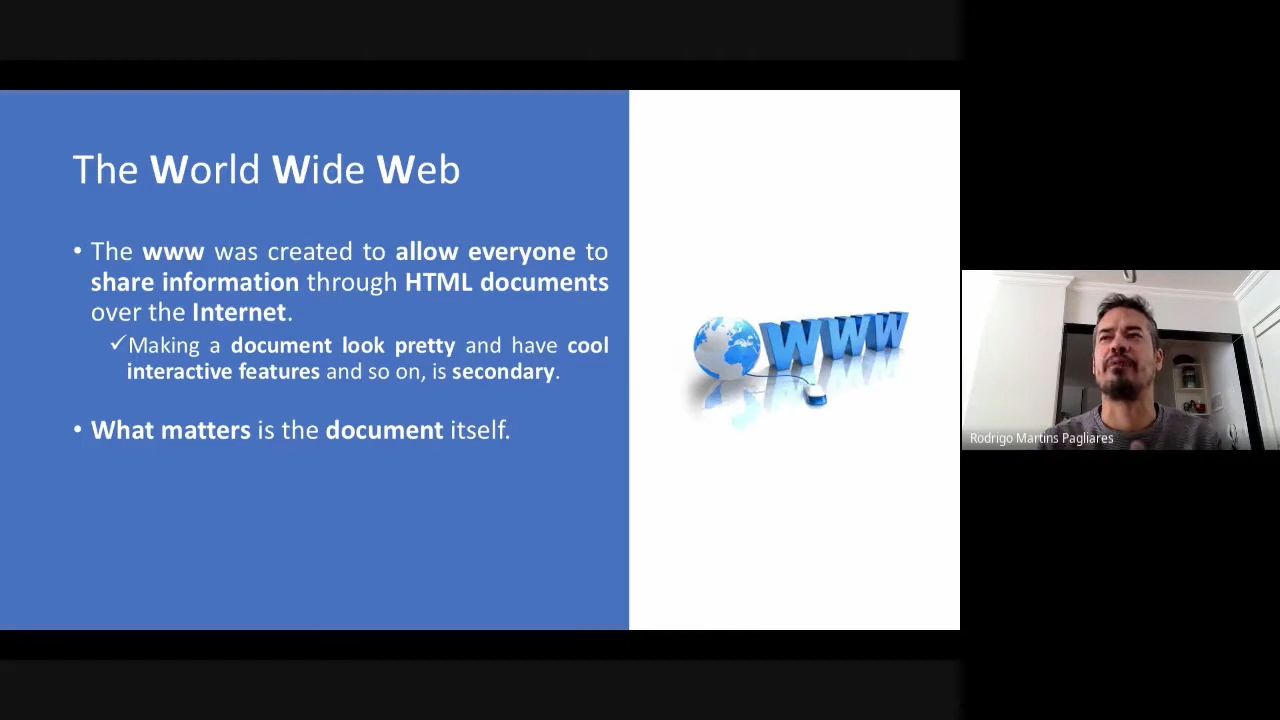 The World Wide Web
• The www was created to allow everyone to
share information through HTML documents
over the Internet.
✓Making a document look pretty and have cool
interactive features and so on, is secondary.
• What matters is the document itself.
WWW
Rodrigo Martins Pagliares